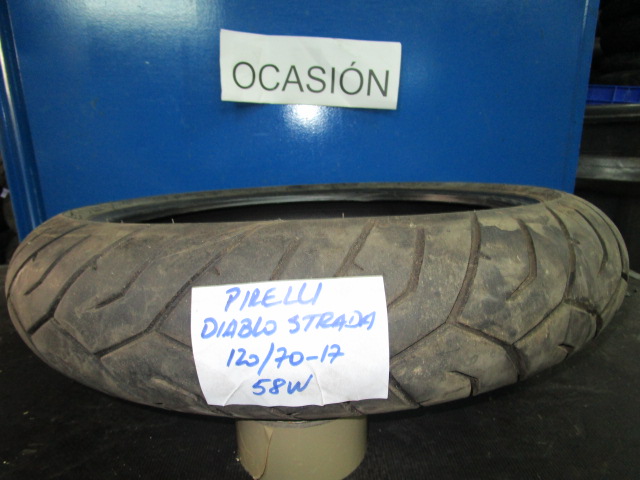 OCASIÓN
PIRELLI
DIABLO STRADA
120/70-17
58W